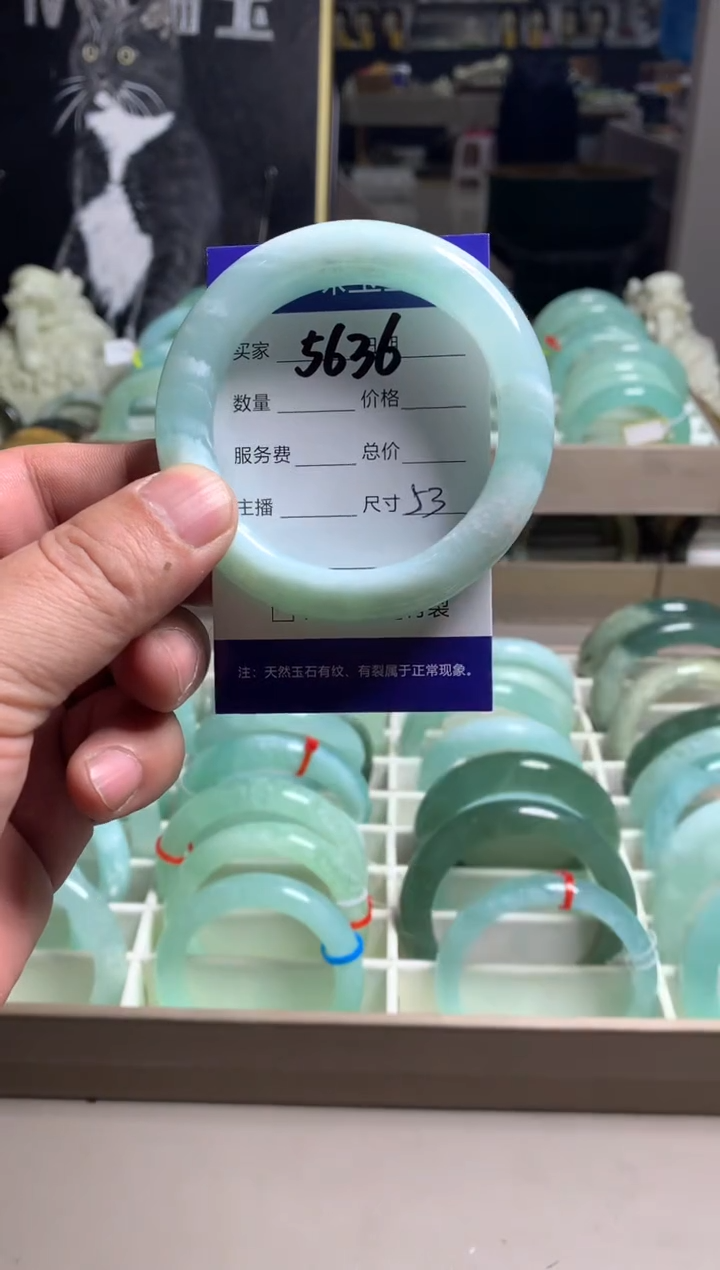 玉
买家 5636
数量 价格
服务费 总价
主播 尺寸 53
注：天然玉石有纹、有裂属于正常现象。